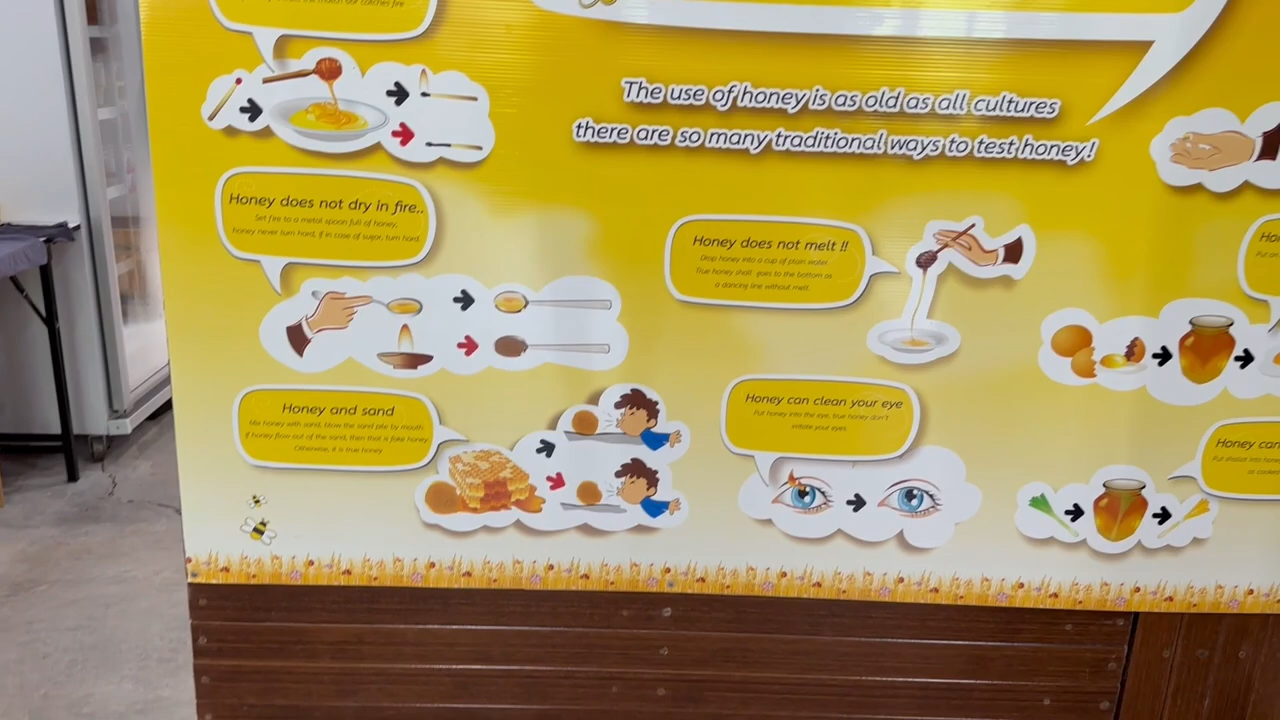 The use of honey is as old as all cultures
there are so many traditional ways to test honey!
Honey does not dry in fire..
Set fire to a metal spoon full of honey,
honey never turn hard, if in case of sugar, turn hard.
Honey does not melt !!
Drop honey into a cup of plain water.
True honey shall goes to the bottom as
a dancing line without melt.
Honey and sand
Mix honey with sand, blow the sand pile by mouth.
if honey flow out of the sand, then that is fake honey
Otherwise, it is true honey
Honey can clean your eye
Put honey into the eye, true honey don't
irritate your eyes.
Honey can